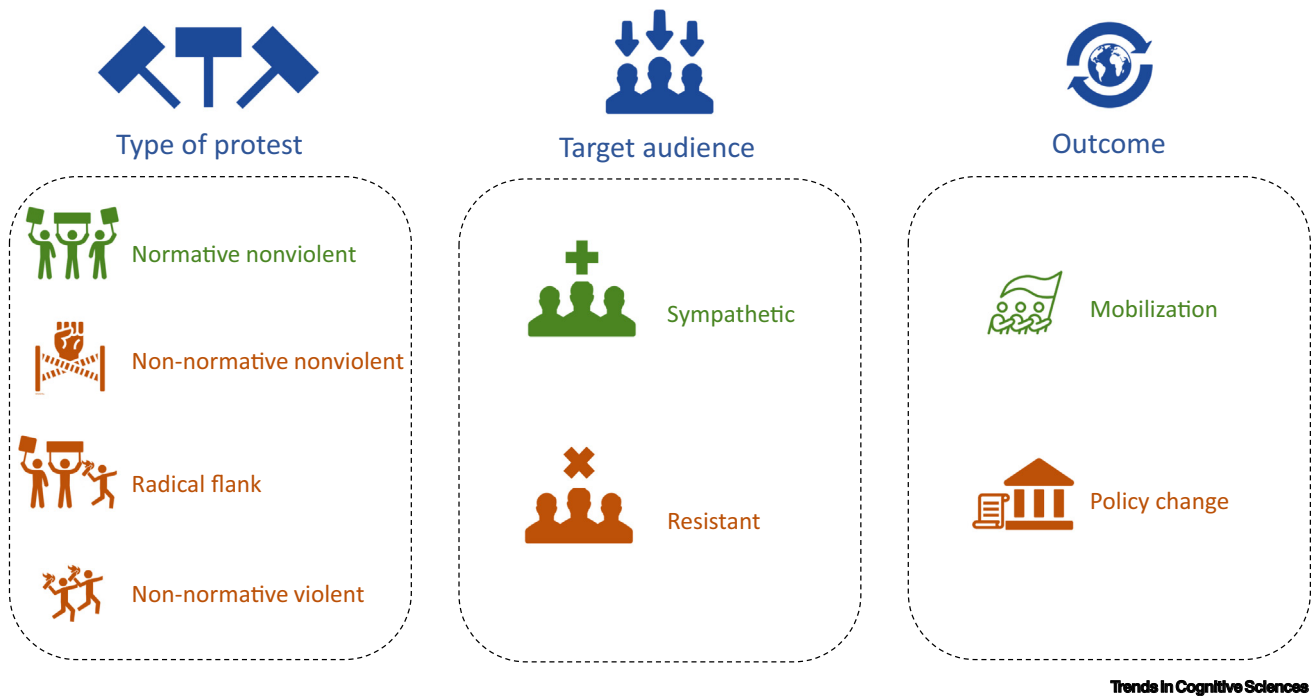 Type of protest
Target audience
Outcome
Normative nonviolent
Non-normative nonviolent
Radical flank
Non-normative violent
Sympathetic
Resistant
Mobilization
Policy change
Trends in Cognitive Sciences